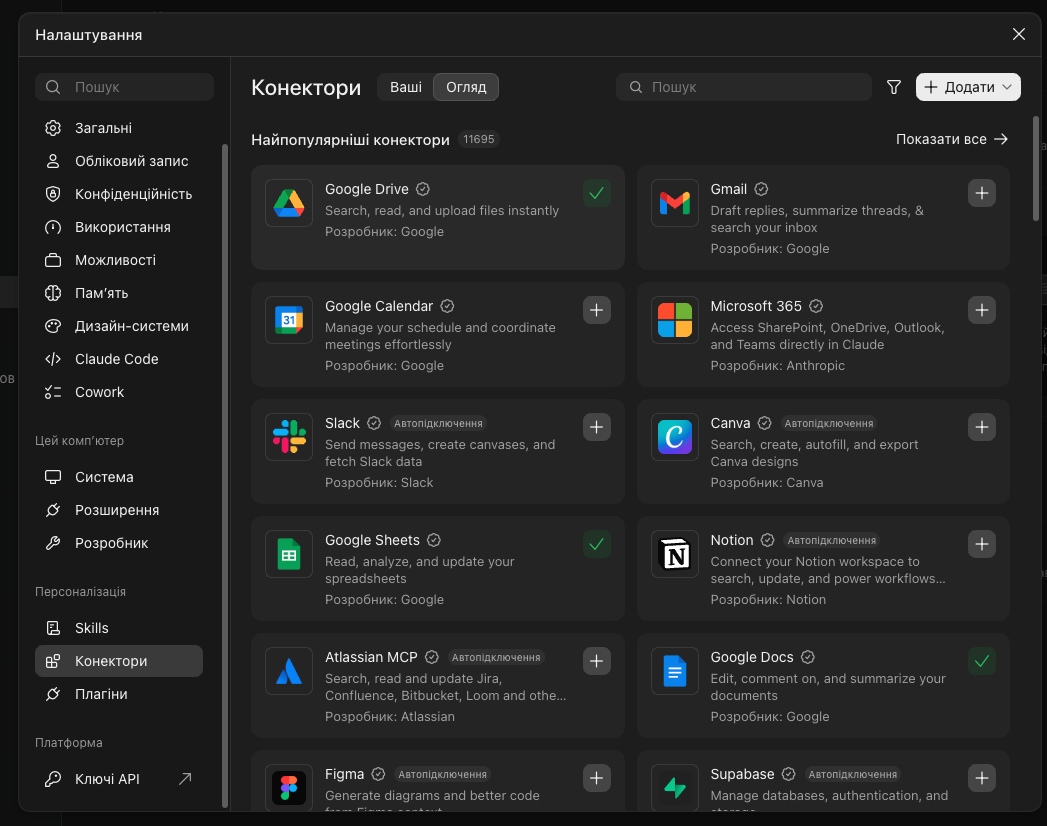 Налаштування
Пошук
Загальні
Обліковий запис
Конфіденційність
Використання
Можливості
Пам'ять
Дизайн-системи
Claude Code
Cowork
Цей комп'ютер
Система
Розширення
Розробник
Персоналізація
Skills
Конектори
Плагіни
Платформа
Ключі API
Конектори
Ваші
Огляд
Пошук
Додати
Найпопулярніші конектори 11695
Показати все
Google Drive
Search, read, and upload files instantly
Розробник: Google
Gmail
Draft replies, summarize threads, &
search your inbox
Розробник: Google
31
Google Calendar
Manage your schedule and coordinate
meetings effortlessly
Розробник: Google
Microsoft 365
Access SharePoint, OneDrive, Outlook,
and Teams directly in Claude
Розробник: Anthropic
Slack Автопідключення
Send messages, create canvases, and
fetch Slack data
Розробник: Slack
Canva Автопідключення
Search, create, autofill, and export
Canva designs
Розробник: Canva
Google Sheets
Read, analyze, and update your
spreadsheets
Розробник: Google
Notion Автопідключення
Connect your Notion workspace to
search, update, and power workflows...
Розробник: Notion
Atlassian MCP Автопідключення
Search, read and update Jira,
Confluence, Bitbucket, Loom and othe...
Розробник: Atlassian
Google Docs
Edit, comment on, and summarize your
documents
Розробник: Google
Figma Автопідключення
Generate diagrams and better code
from Figma context
Supabase Автопідключення
Manage databases, authentication, and
storage